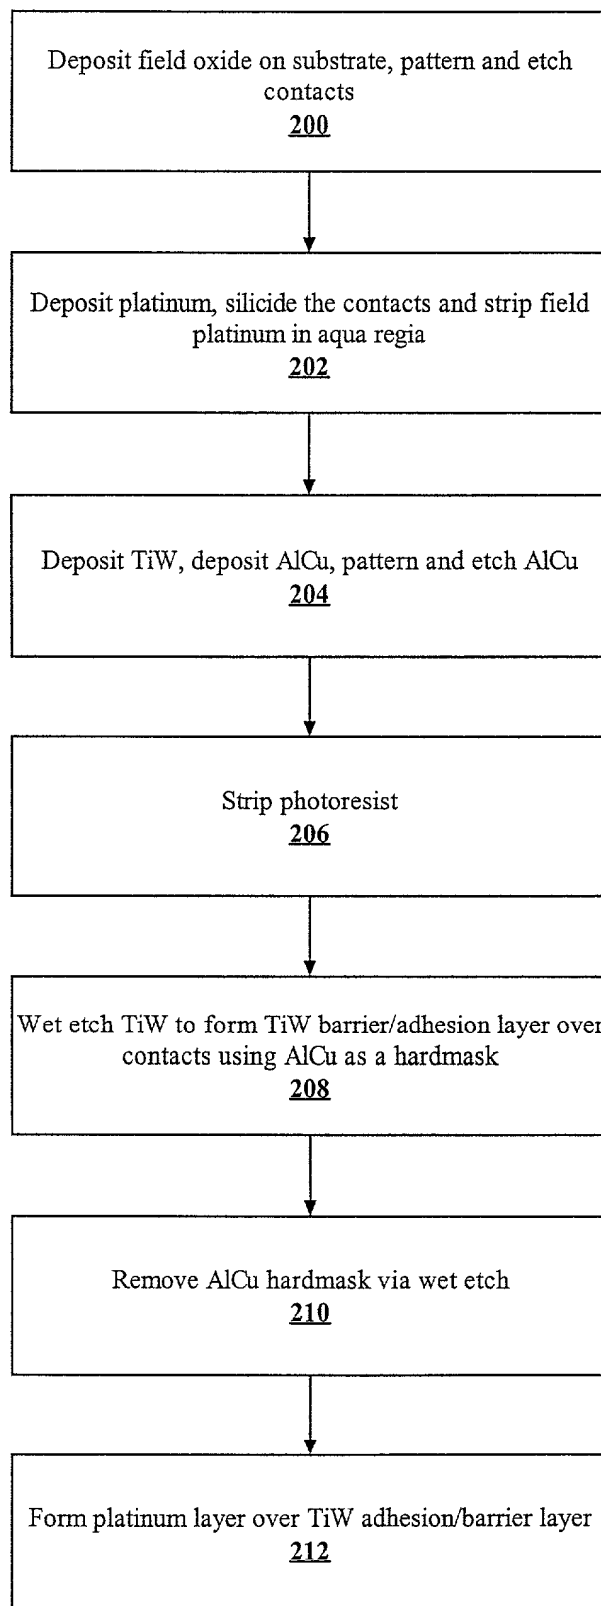 Deposit field oxide on substrate, pattern and etch
contacts
200
Deposit platinum, silicide the contacts and strip field
platinum in aqua regia
202
Deposit TiW, deposit AlCu, pattern and etch AlCu
204
Strip photoresist
206
Wet etch TiW to form TiW barrier/adhesion layer over
contacts using AlCu as a hardmask
208
Remove AlCu hardmask via wet etch
210
Form platinum layer over TiW adhesion/barrier layer
212